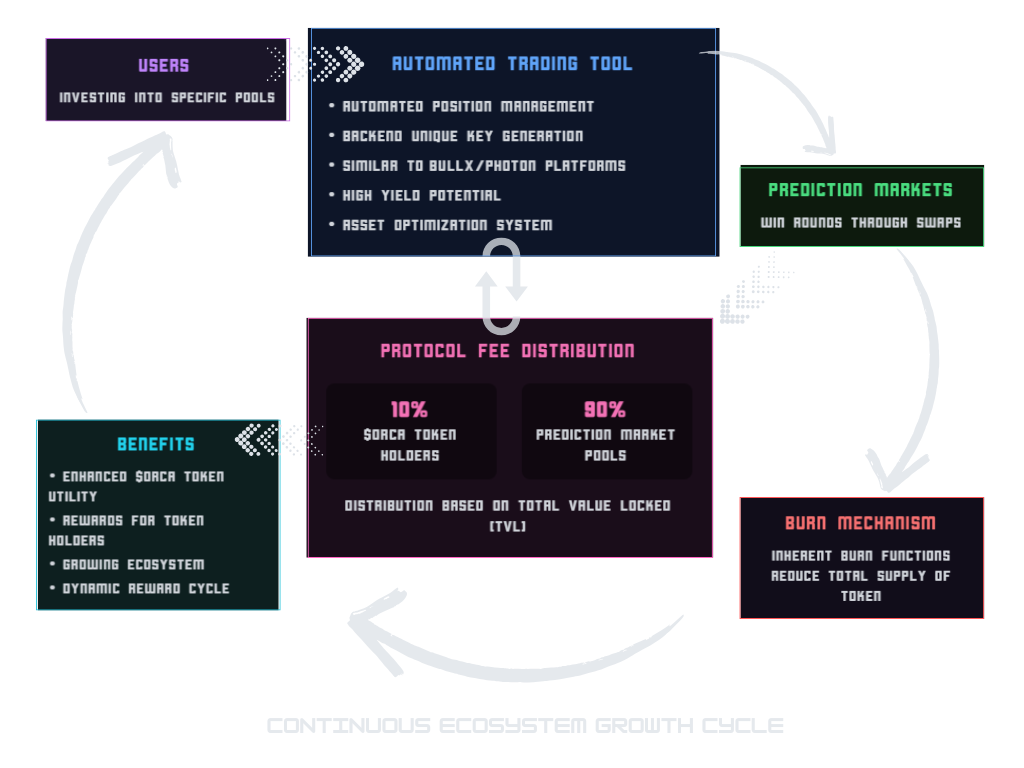 USERS
INVESTING INTO SPECIFIC POOLS
AUTOMATED TRADING TOOL
• AUTOMATED POSITION MANAGEMENT
• BACKEND UNIQUE KEY GENERATION
• SIMILAR TO BULLX/PHOTON PLATFORMS
• HIGH YIELD POTENTIAL
• ASSET OPTIMIZATION SYSTEM
PREDICTION MARKETS
WIN ROUNDS THROUGH SWAPS
PROTOCOL FEE DISTRIBUTION
10%
$ORCA TOKEN
HOLDERS
90%
PREDICTION MARKET
POOLS
DISTRIBUTION BASED ON TOTAL VALUE LOCKED
(TVL)
BENEFITS
• ENHANCED $ORCA TOKEN
UTILITY
• REWARDS FOR TOKEN
HOLDERS
• GROWING ECOSYSTEM
• DYNAMIC REWARD CYCLE
BURN MECHANISM
INHERENT BURN FUNCTIONS
REDUCE TOTAL SUPPLY OF
TOKEN
CONTINUOUS ECOSYSTEM GROWTH CYCLE